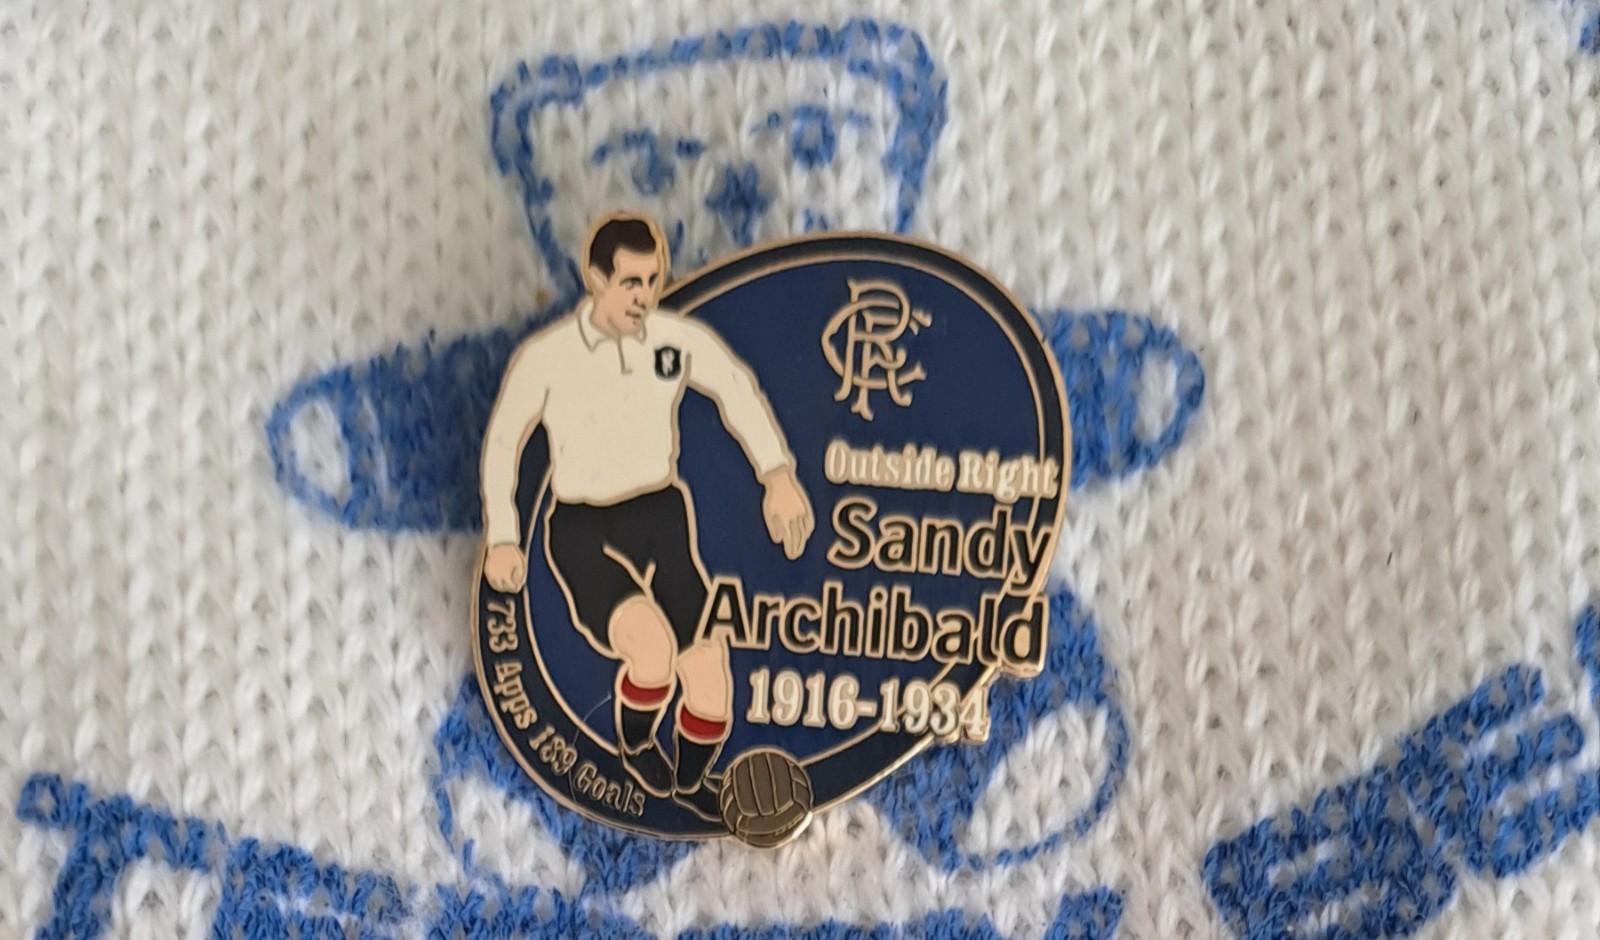 RFC
Outside Right
Sandy
Archibald
1916-1934
733 Apps 189 Goals